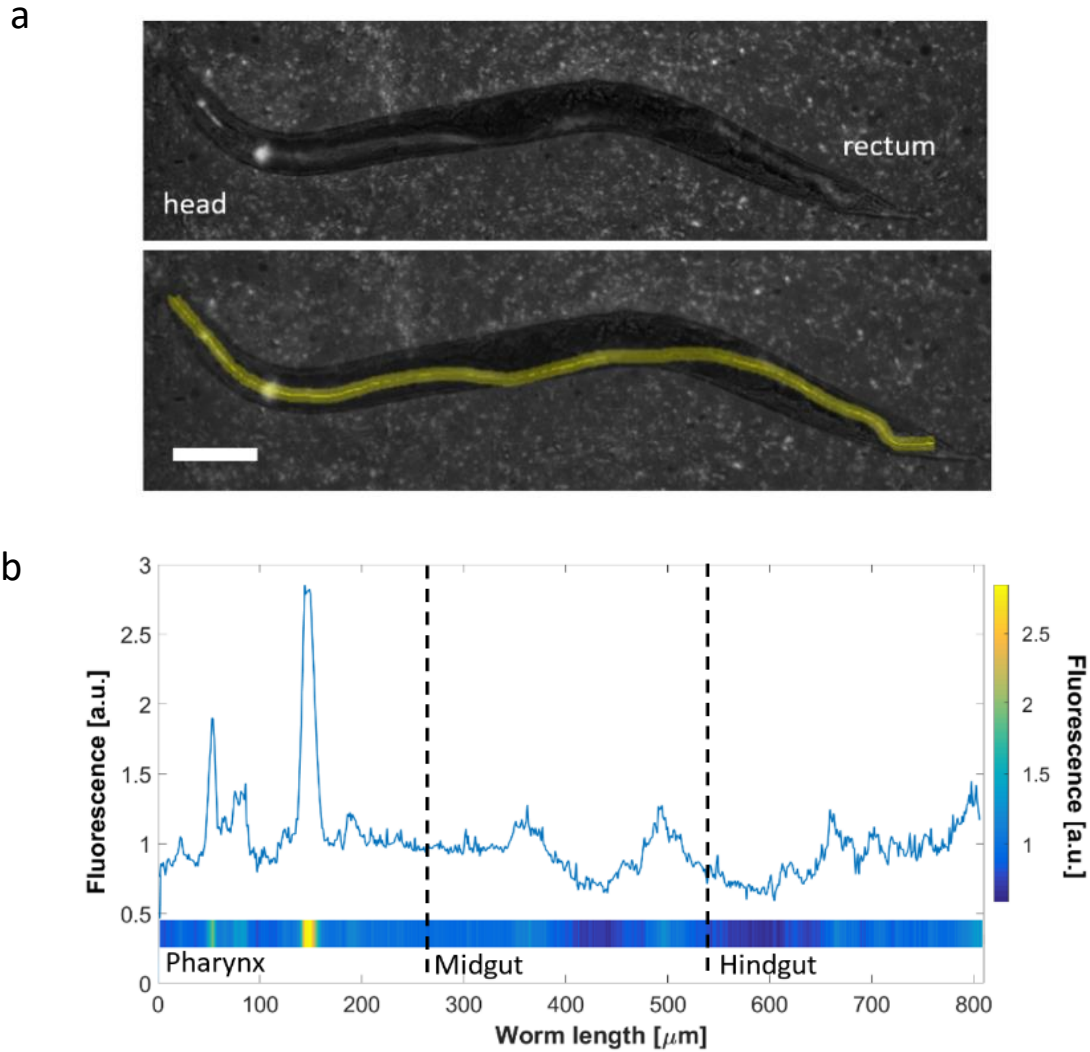 a
rectum
head
b
3
2.5
2
1.5
1
0.5
0
Fluorescence [a.u.]
Pharynx
Midgut
Hindgut
0 100 200 300 400 500 600 700 800
Worm length [μm]
2.5
2
1.5
1
Fluorescence [a.u.]